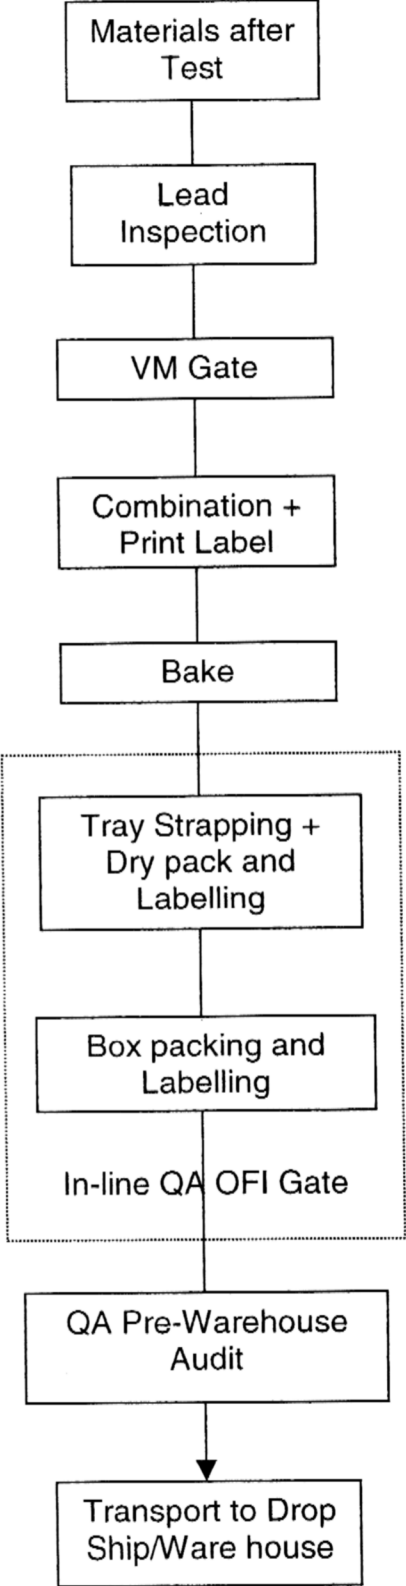 Materials after
Test
Lead
Inspection
VM Gate
Combination +
Print Label
Bake
Tray Strapping +
Dry pack and
Labelling
Box packing and
Labelling
In-line QA OFI Gate
QA Pre-Warehouse
Audit
Transport to Drop
Ship/Ware house